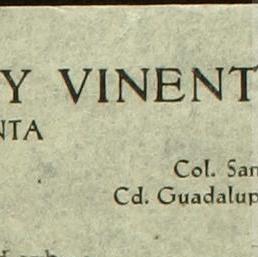 Y VINENT
NTA
Col. San
Cd. Guadalup